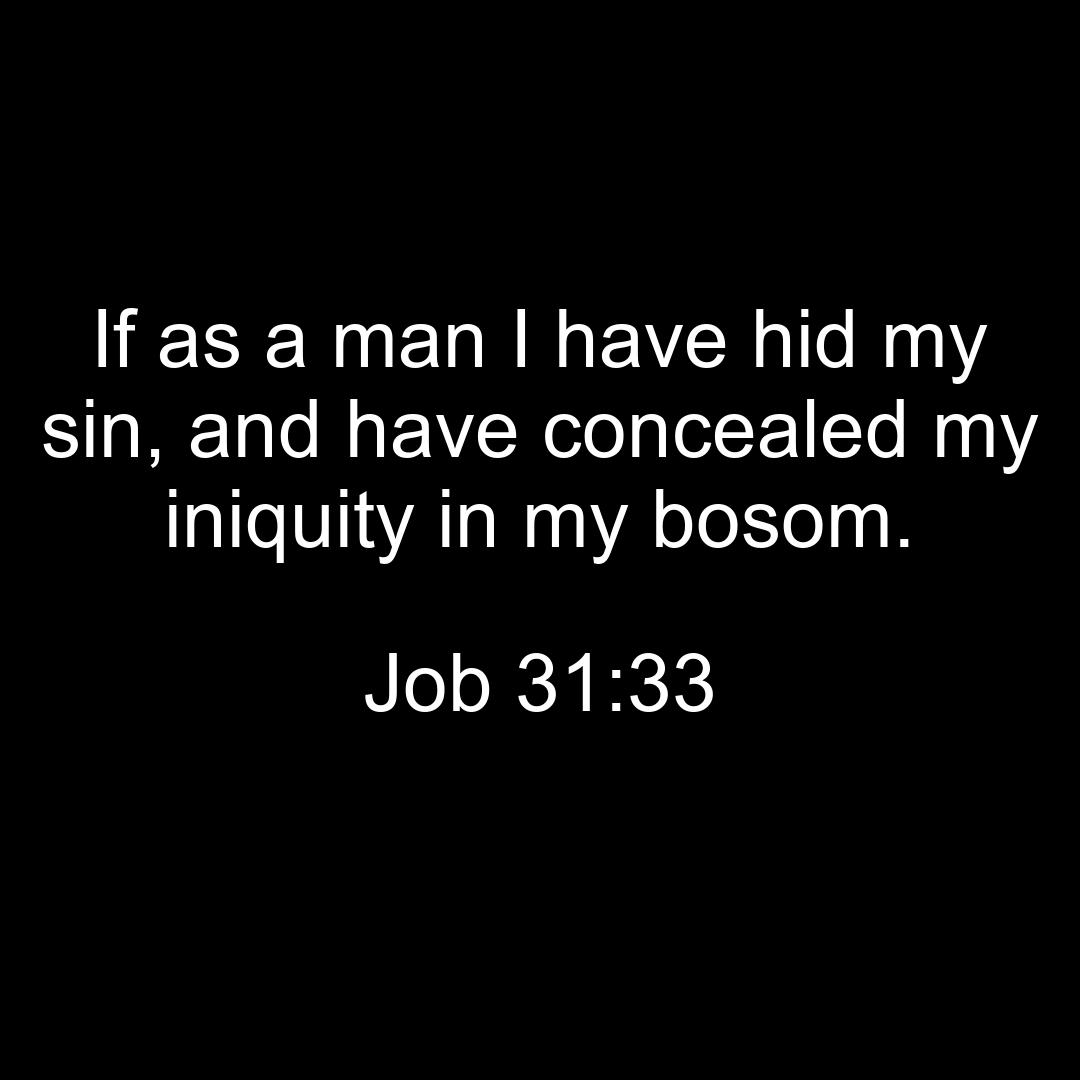 If as a man I have hid my
sin, and have concealed my
iniquity in my bosom.
Job 31:33